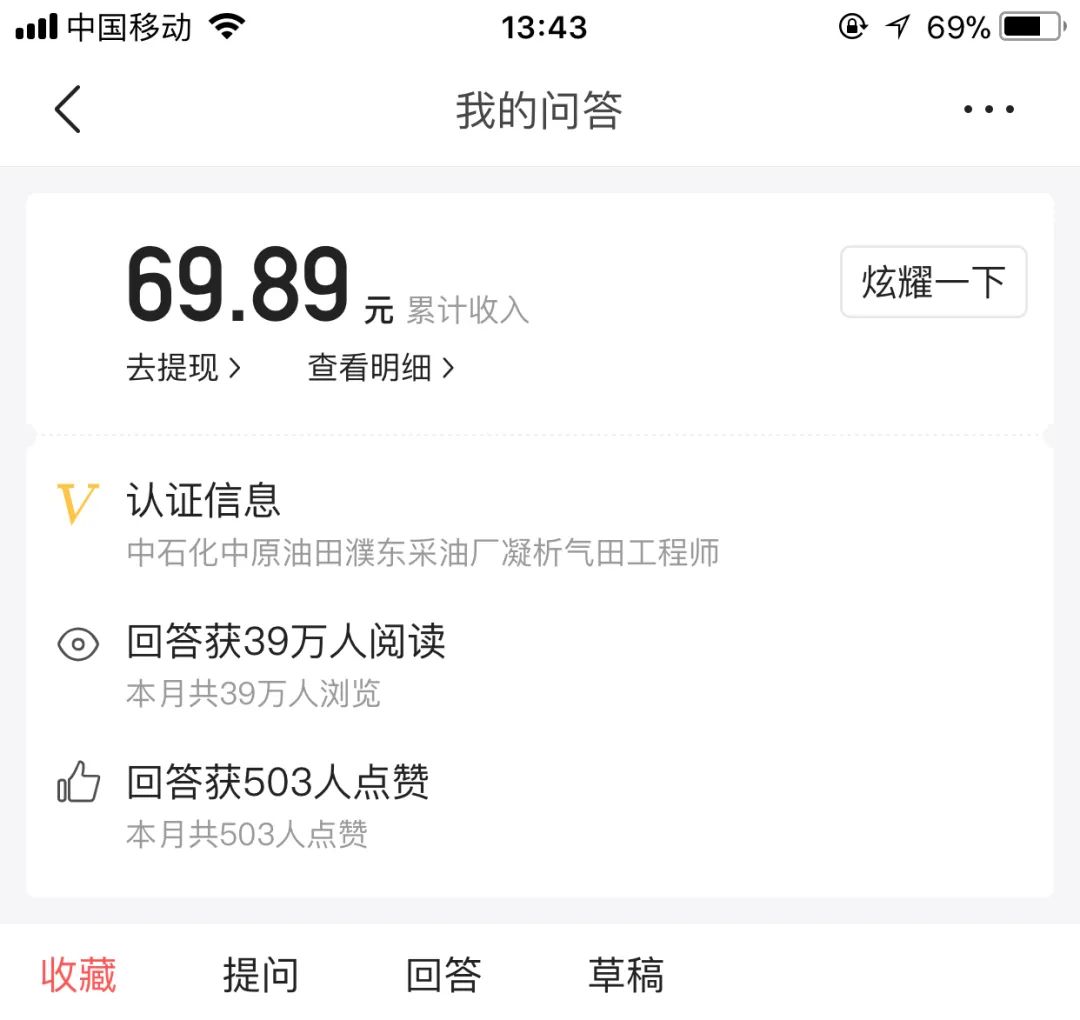 中国移动 13:43 69%
我的问答
69.89 元 累计收入 炫耀一下
去提现 > 查看明细 >
V 认证信息
中石化中原油田濮东采油厂凝析气田工程师
回答获39万人阅读
本月共39万人浏览
回答获503人点赞
本月共503人点赞
收藏 提问 回答 草稿